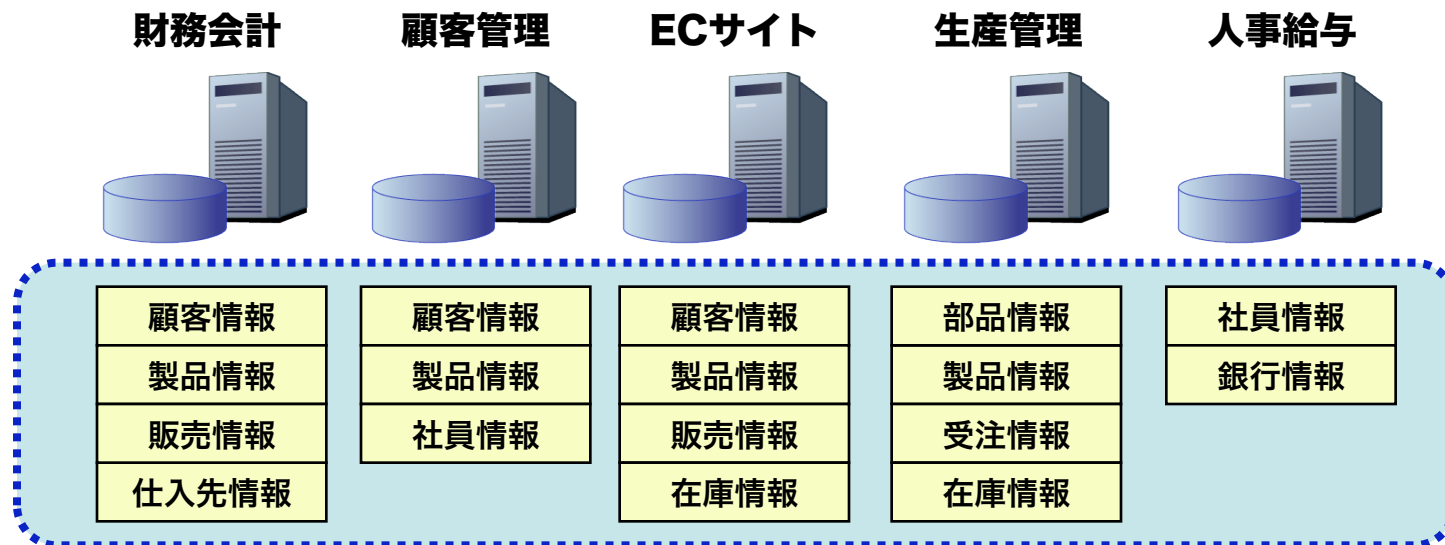 財務会計
顧客管理
ECサイト
生産管理
人事給与
顧客情報
製品情報
販売情報
仕入先情報
顧客情報
製品情報
社員情報
顧客情報
製品情報
販売情報
在庫情報
部品情報
製品情報
受注情報
在庫情報
社員情報
銀行情報